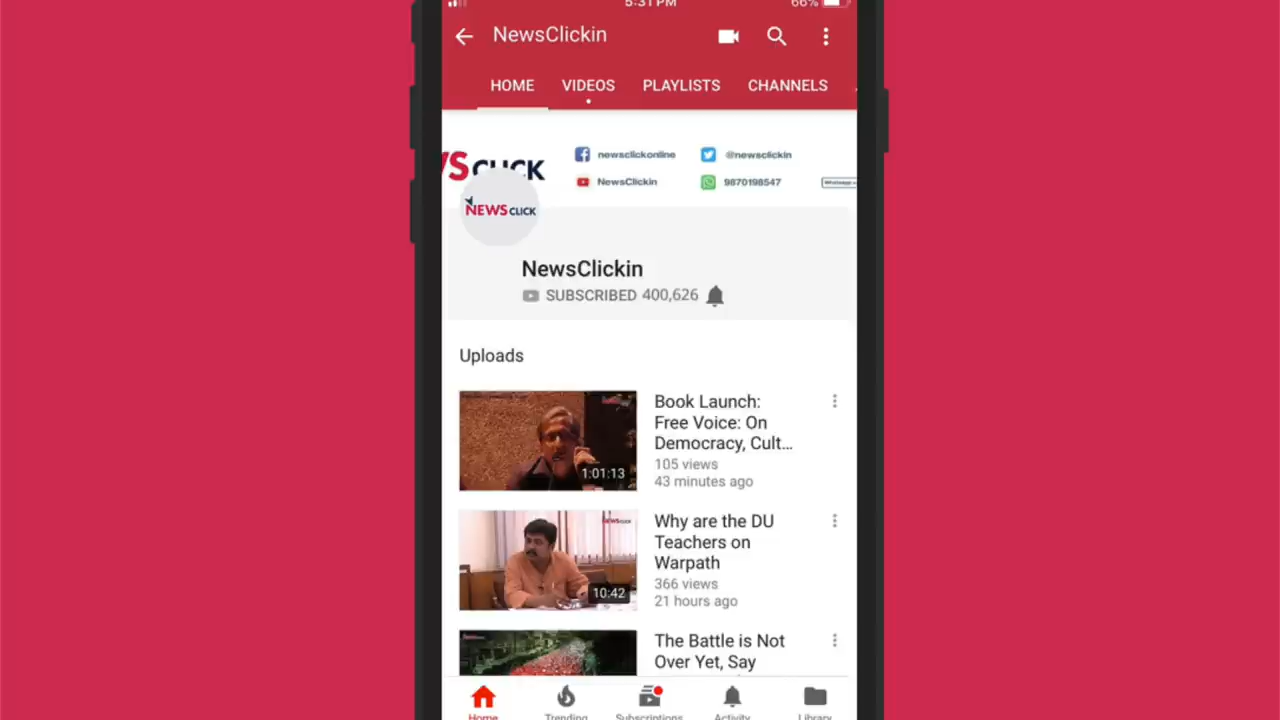 5:31 PM 66%
NewsClickin
HOME VIDEOS PLAYLISTS CHANNELS
newsclickonline @newsclickin
NewsClickin 9870198547
S CLICK
NEWS CLICK
NewsClickin
SUBSCRIBED 400,626
Uploads
Book Launch:
Free Voice: On
Democracy, Cult...
105 views
43 minutes ago
1:01:13
Why are the DU
Teachers on
Warpath
366 views
21 hours ago
NEWSCLICK
10:42
The Battle is Not
Over Yet, Say
Home Trending Subscriptions Activity Library